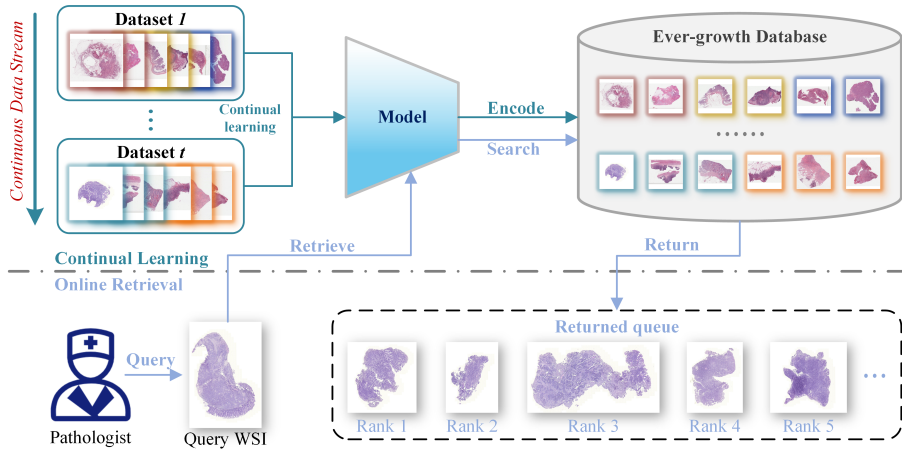 Continuous Data Stream
Dataset 1
Dataset t
Continual
learning
Model
Encode
Search
Ever-growth Database
Retrieve
Return
Continual Learning
Online Retrieval
Query
Pathologist
Query WSI
Returned queue
Rank 1
Rank 2
Rank 3
Rank 4
Rank 5